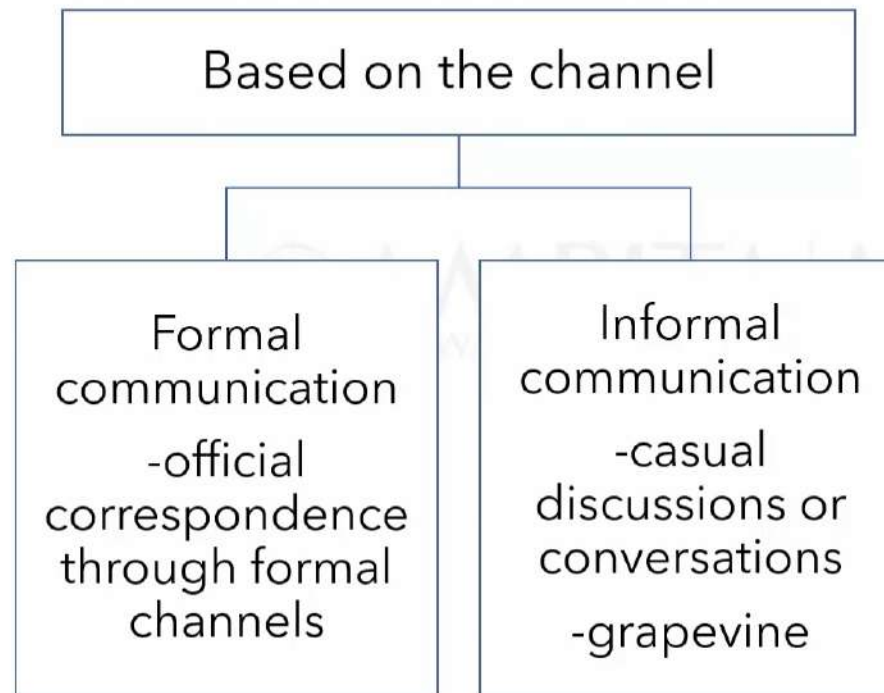 Based on the channel
Formal
communication
-official
correspondence
through formal
channels
Informal
communication
-casual
discussions or
conversations
-grapevine